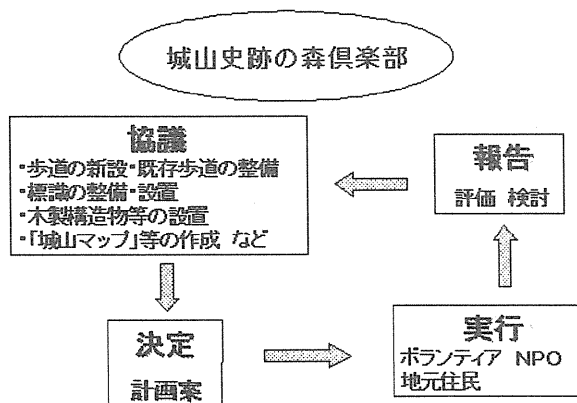 城山史跡の森倶楽部
協議
・歩道の新設・既存歩道の整備
・標識の整備・設置
・木製構造物等の設置
・「城山マップ」等の作成 など
報告
評価 検討
決定
計画案
実行
ボランティア NPO
地元住民